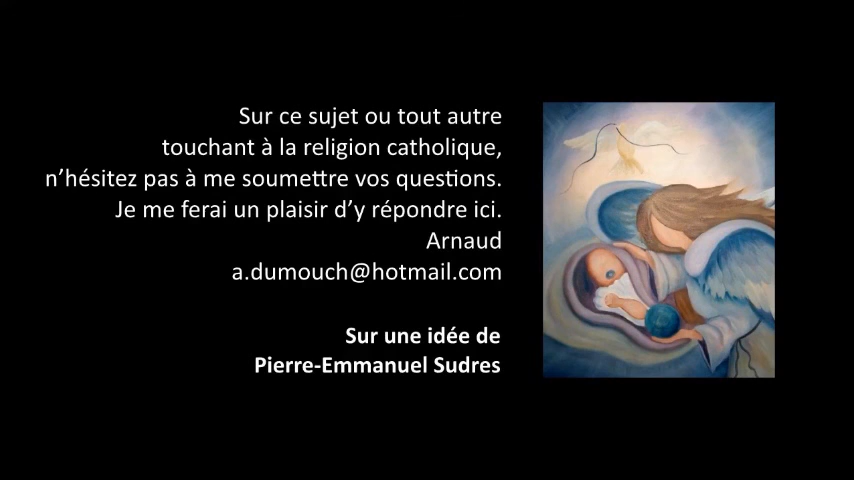 Sur ce sujet ou tout autre
touchant à la religion catholique,
n’hésitez pas à me soumettre vos questions.
Je me ferai un plaisir d’y répondre ici.
Arnaud
a.dumouch@hotmail.com
Sur une idée de
Pierre-Emmanuel Sudres